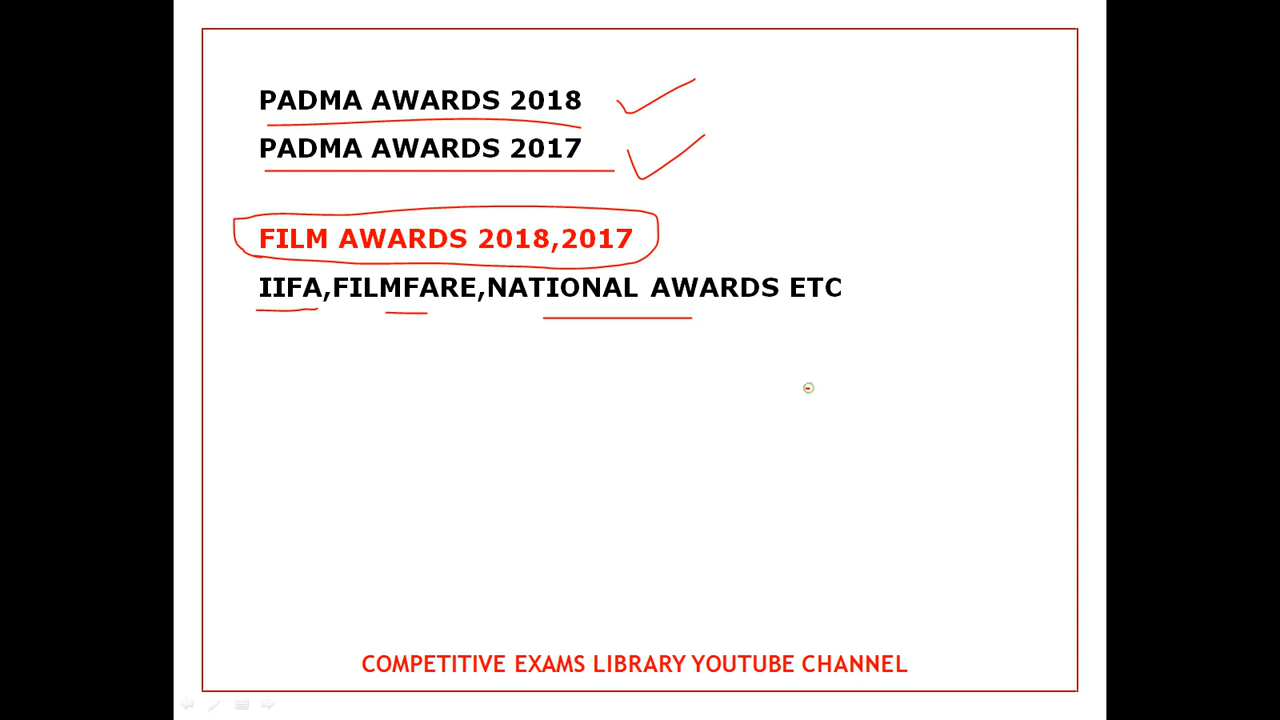 PADMA AWARDS 2018
PADMA AWARDS 2017
FILM AWARDS 2018,2017
IIFA,FILMFARE,NATIONAL AWARDS ETC
COMPETITIVE EXAMS LIBRARY YOUTUBE CHANNEL